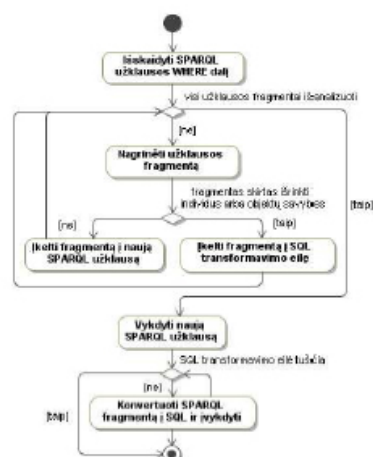 Išskaidyti SPARQL
užklausos WHERE dalį
visi užklausos fragmentai išanalizuoti
[ne]
Nagrinėti užklausos
fragmentą
fragmentas skirtas išrinkti
individus arba objektų savybes
[taip]
[ne]
[taip]
Įkelti fragmentą į naują
SPARQL užklausą
Įkelti fragmentą į SQL
transformavimo eilę
Vykdyti naują
SPARQL užklausą
SQL transformavimo eilė tuščia
[ne]
[taip]
Konvertuoti SPARQL
fragmentą į SQL ir įvykdyti